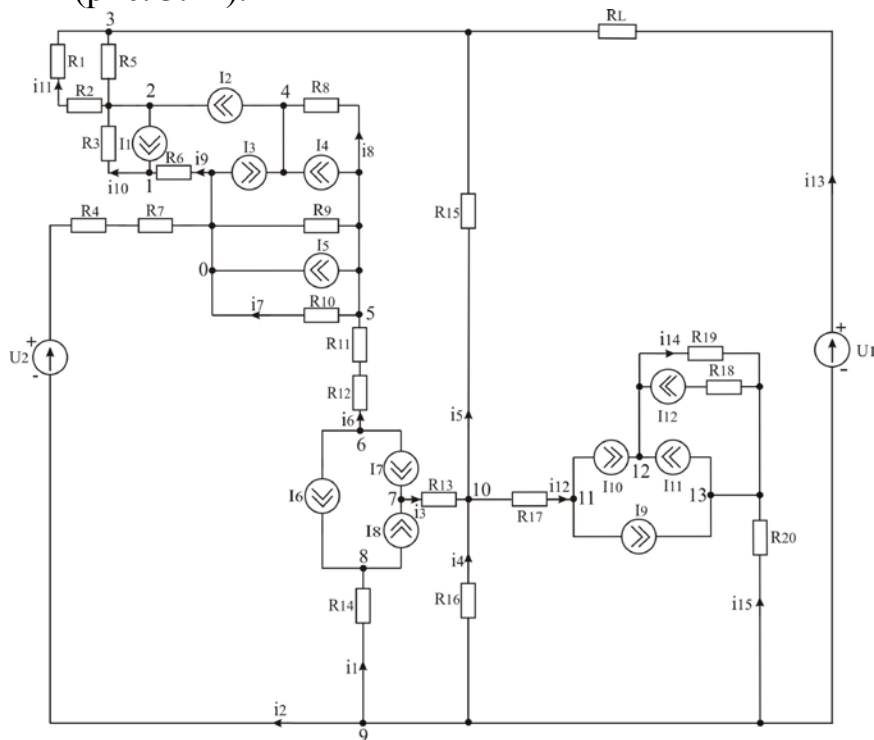 3
RL
R1
R5
I2
4
R8
2
i11
R2
R3
I1
I3
I4
R6
i9
i8
i10
1
i13
R15
R4
R7
R9
0
I5
i7
R10
5
R11
+
+
U2
U1
-
-
R12
i14
R19
R18
i6
i5
I12
6
I7
I6
7
R13
10
i12
11
I10
12
I11
13
R17
i3
I8
I9
8
i4
R20
R14
R16
i15
i1
i2
9